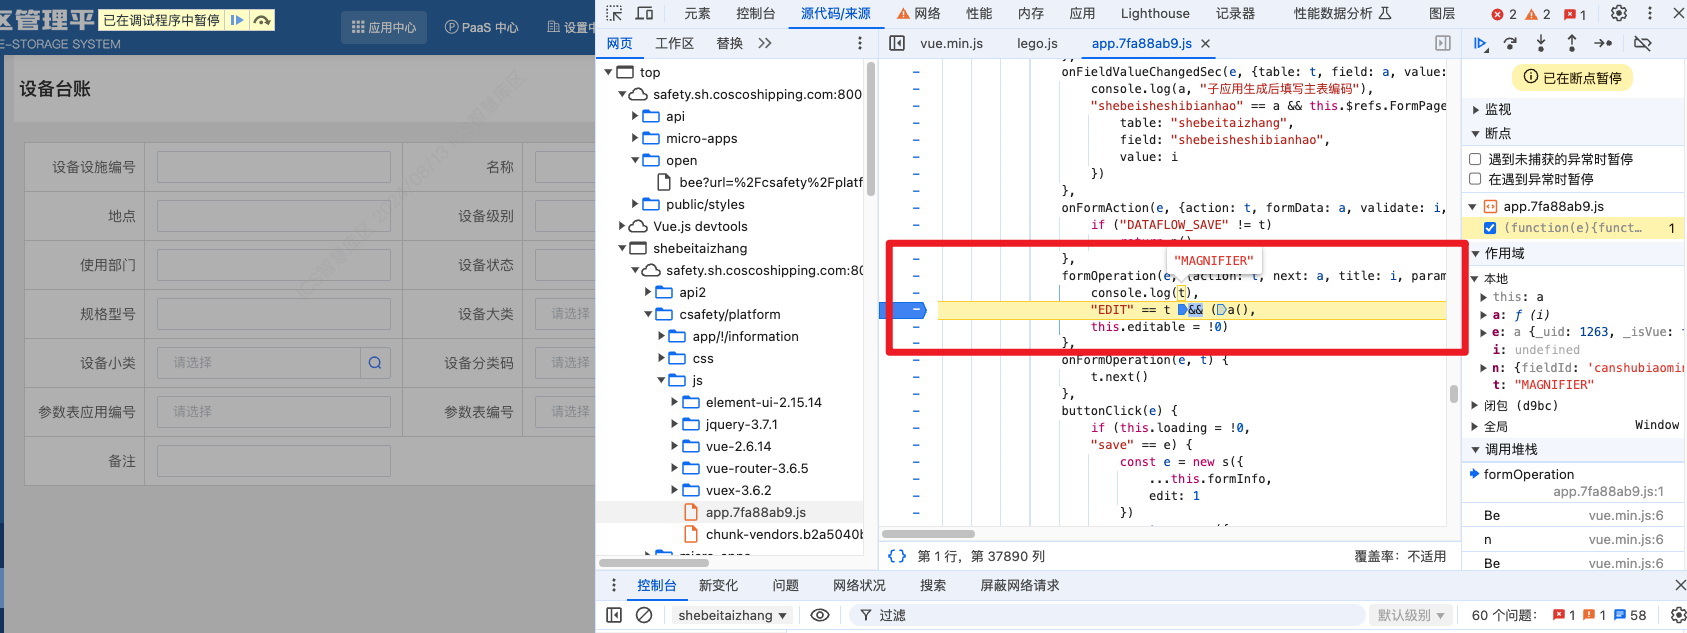 区管理平
E-STORAGE SYSTEM
已在调试程序中暂停
应用中心
PaaS 中心
设置中
设备台账
设备设施编号
名称
地点
设备级别
使用部门
设备状态
规格型号
设备大类
设备小类
请选择
设备分类码
请选择
参数表应用编号
请选择
参数表编号
请选择
备注
元素
控制台
源代码/来源
网络
性能
内存
应用
Lighthouse
记录器
性能数据分析
图层
2
2
1
网页
工作区
替换
top
safety.sh.coscoshipping.com:800
api
micro-apps
open
bee?url=%2Fcsafety%2Fplatf
public/styles
Vue.js devtools
shebeitaizhang
safety.sh.coscoshipping.com:80
api2
csafety/platform
app/!/information
css
js
element-ui-2.15.14
jquery-3.7.1
vue-2.6.14
vue-router-3.6.5
vuex-3.6.2
app.7fa88ab9.js
chunk-vendors.b2a5040b
vue.min.js
lego.js
app.7fa88ab9.js
onFieldValueChangedSec(e, {table: t, field: a, value:
console.log(a, "子应用生成后填写主表编码"),
"shebeisheshibianhao" == a && this.$refs.FormPage
table: "shebeitaizhang",
field: "shebeisheshibianhao",
value: i
})
},
onFormAction(e, {action: t, formData: a, validate: i,
if ("DATAFLOW_SAVE" != t)
},
"MAGNIFIER"
formOperation(e, {action: t, next: a, title: i, param
console.log(t),
"EDIT" == t && (a(),
this.editable = !0)
},
onFormOperation(e, t) {
t.next()
},
buttonClick(e) {
if (this.loading = !0,
"save" == e) {
const e = new s({
...this.formInfo,
edit: 1
})
{} 第 1 行，第 37890 列
覆盖率：不适用
已在断点暂停
监视
断点
遇到未捕获的异常时暂停
在遇到异常时暂停
app.7fa88ab9.js
(function(e){funct…
1
作用域
本地
this: a
a: ƒ (i)
e: a {_uid: 1263, _isVue:
i: undefined
n: {fieldId: 'canshubiaomin
t: "MAGNIFIER"
闭包 (d9bc)
全局
Window
调用堆栈
formOperation
app.7fa88ab9.js:1
Be
vue.min.js:6
n
vue.min.js:6
Be
vue.min.js:6
控制台
新变化
问题
网络状况
搜索
屏蔽网络请求
shebeitaizhang
过滤
默认级别
60 个问题：
1
1
58